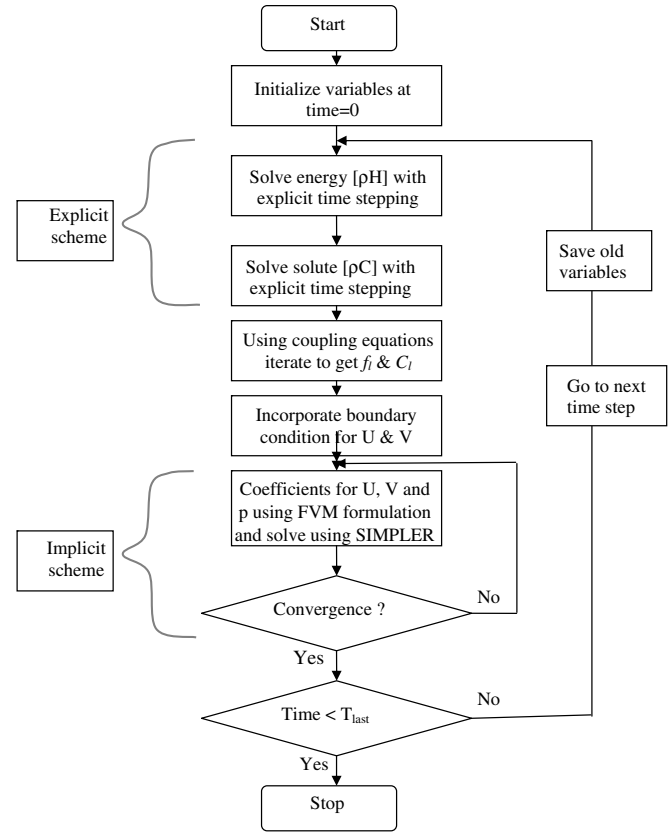 Start
Initialize variables at
time=0
Solve energy [ρH] with
explicit time stepping
Explicit
scheme
Save old
variables
Solve solute [ρC] with
explicit time stepping
Using coupling equations
iterate to get fl & Cl
Go to next
time step
Incorporate boundary
condition for U & V
Coefficients for U, V and
p using FVM formulation
and solve using SIMPLER
Implicit
scheme
Convergence ?
No
Yes
Time < Tlast
No
Yes
Stop